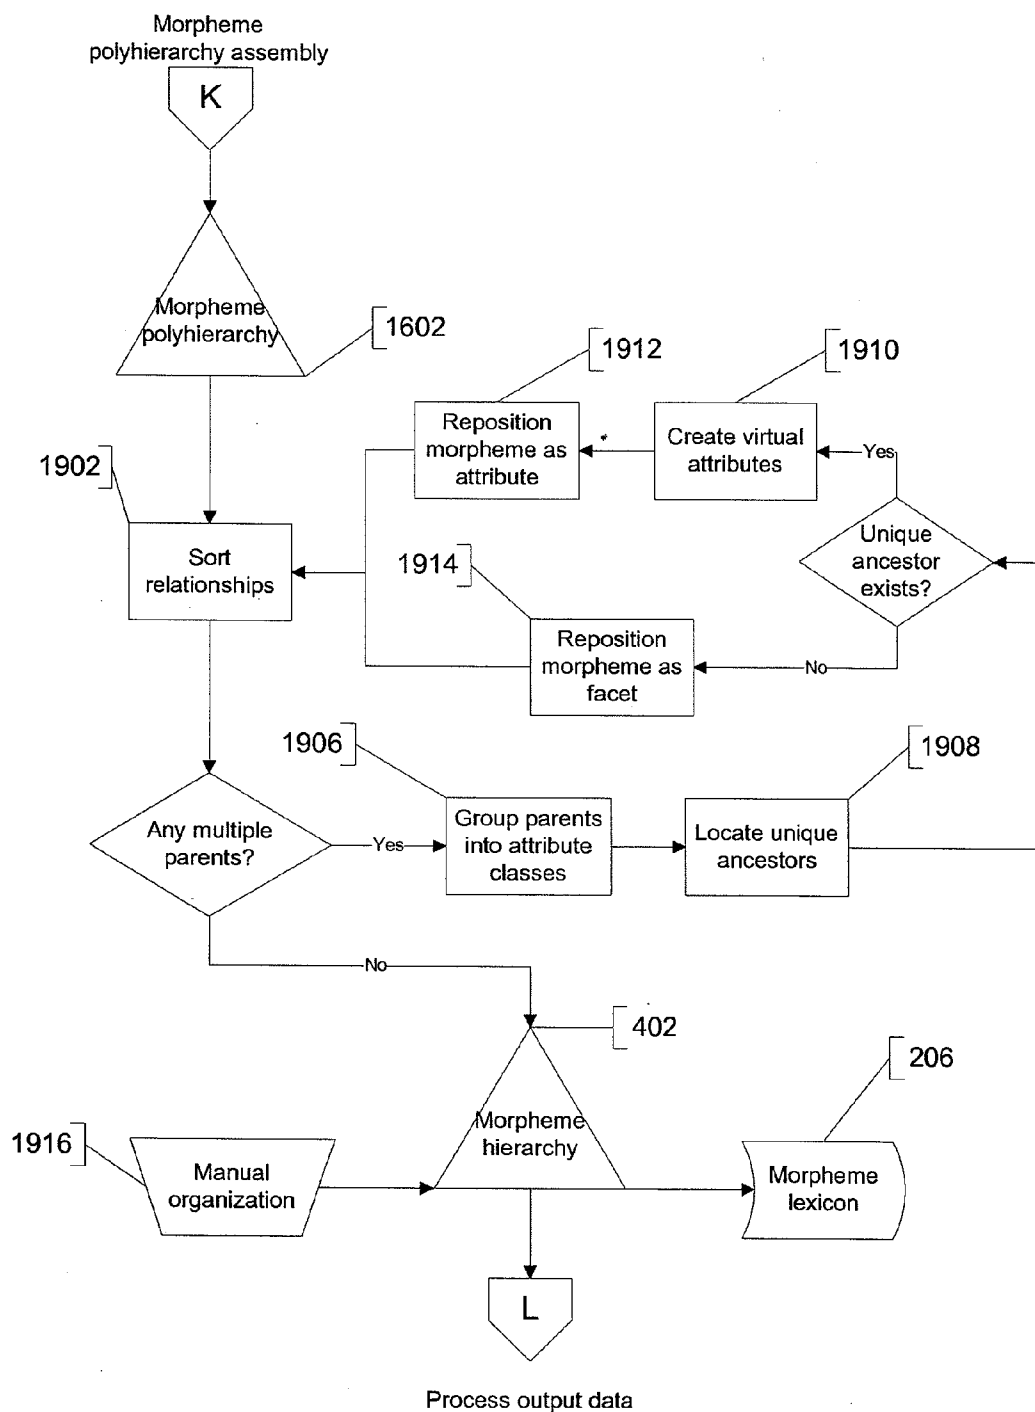 Morpheme
polyhierarchy assembly
K
Morpheme
polyhierarchy
1602
1912
1910
Reposition
morpheme as
attribute
Create virtual
attributes
Yes
1902
Unique
ancestor
exists?
Sort
relationships
1914
Reposition
morpheme as
facet
No
1906
1908
Any multiple
parents?
Yes
Group parents
into attribute
classes
Locate unique
ancestors
No
402
206
Morpheme
hierarchy
1916
Manual
organization
Morpheme
lexicon
L
Process output data